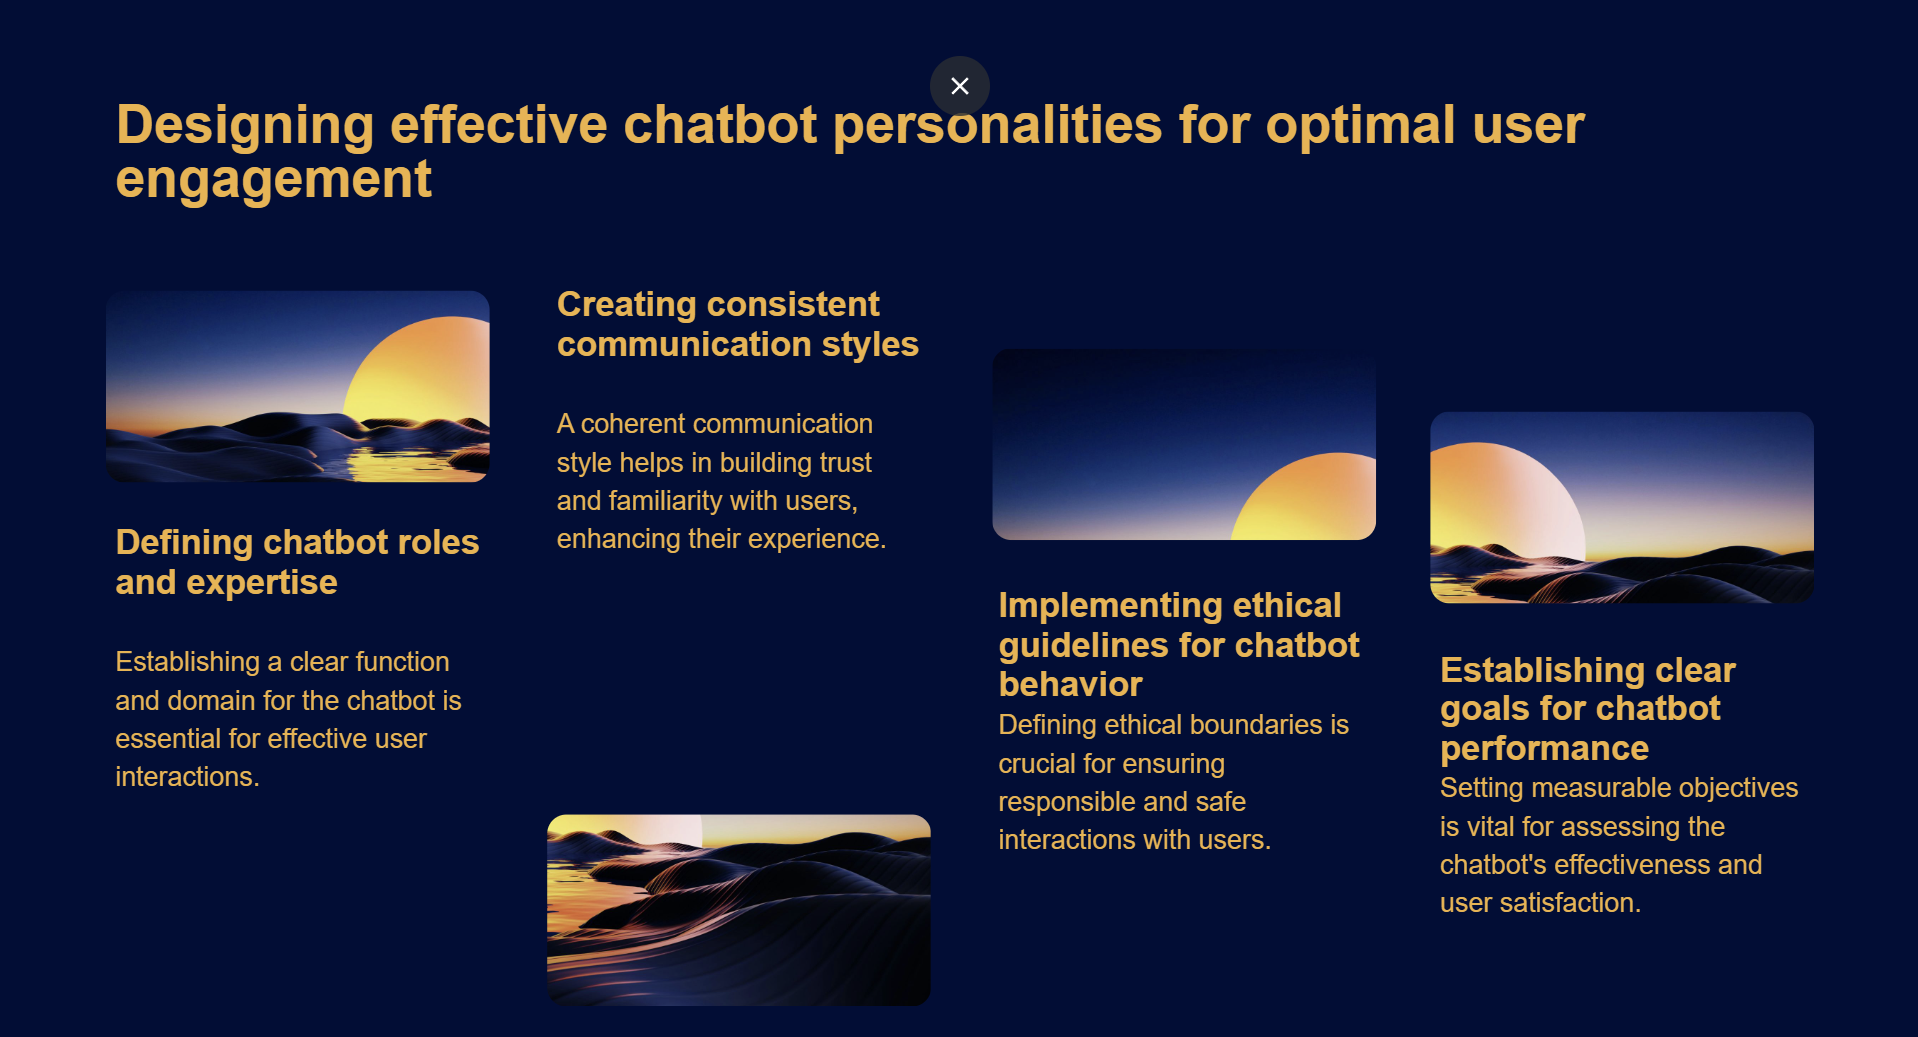 Designing effective chatbot personalities for optimal user
engagement
Defining chatbot roles
and expertise
Establishing a clear function
and domain for the chatbot is
essential for effective user
interactions.
Creating consistent
communication styles
A coherent communication
style helps in building trust
and familiarity with users,
enhancing their experience.
Implementing ethical
guidelines for chatbot
behavior
Defining ethical boundaries is
crucial for ensuring
responsible and safe
interactions with users.
Establishing clear
goals for chatbot
performance
Setting measurable objectives
is vital for assessing the
chatbot's effectiveness and
user satisfaction.